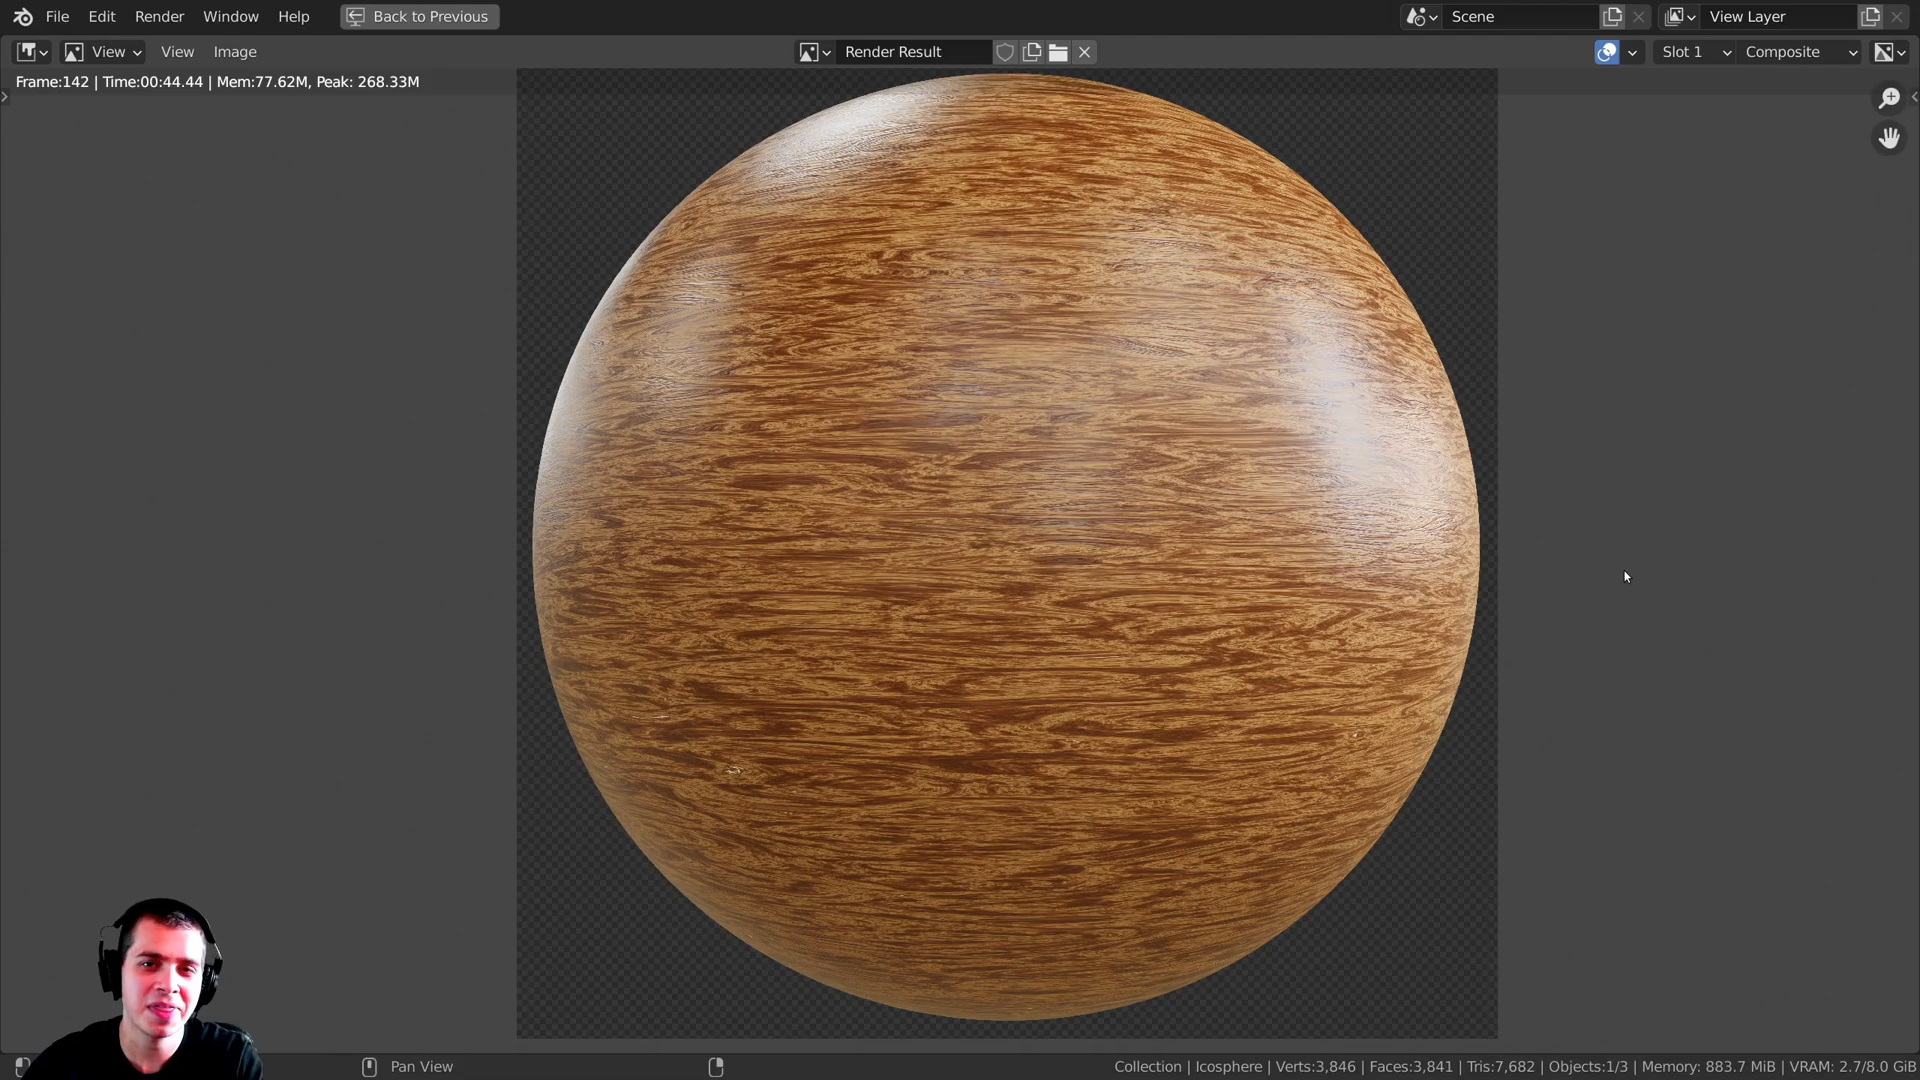 File Edit Render Window Help Back to Previous Scene View Layer
View View Image Render Result Slot 1 Composite
Frame:142 | Time:00:44.44 | Mem:77.62M, Peak: 268.33M
Pan View Collection | Icosphere | Verts:3,846 | Faces:3,841 | Tris:7,682 | Objects:1/3 | Memory: 883.7 MiB | VRAM: 2.7/8.0 GiB